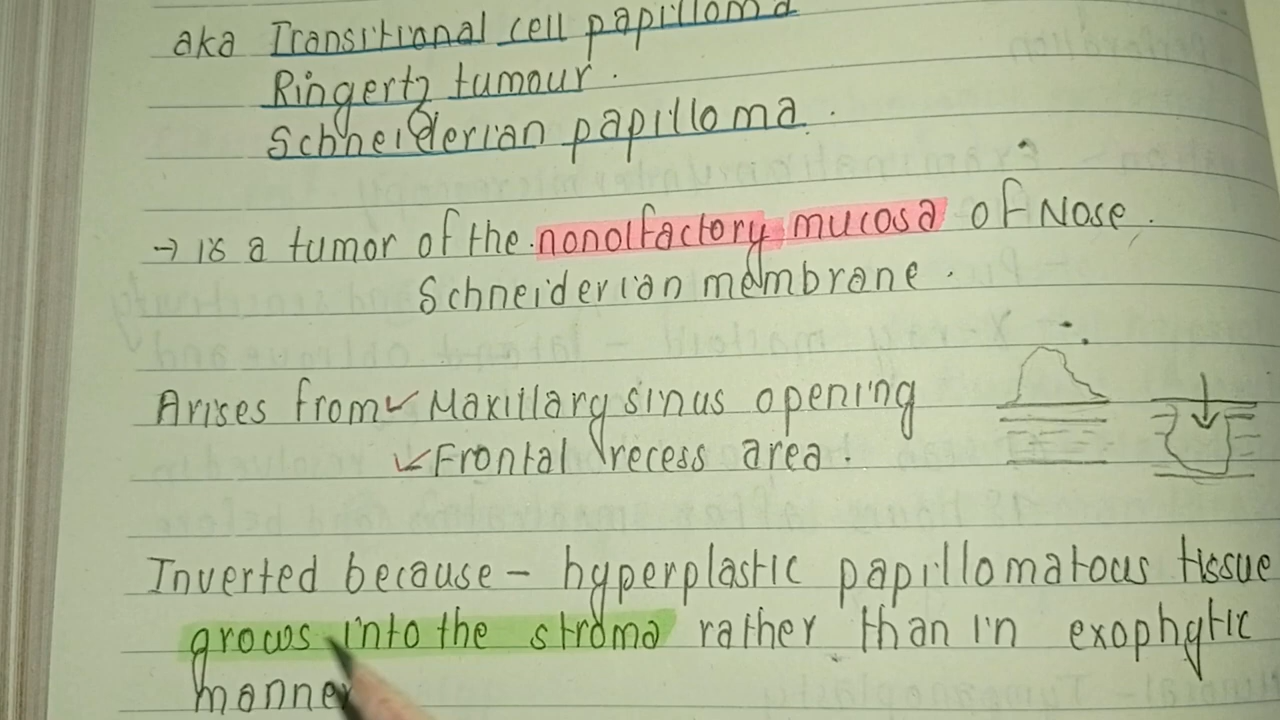 aka Transitional cell papilloma
Ringertz tumour.
Schneiderian papilloma.
→ is a tumor of the nonolfactory mucosa of Nose.
Schneiderian membrane.
Arises from ✓ Maxillary sinus opening
✓ Frontal recess area.
Inverted because - hyperplastic papillomatous tissue
grows into the stroma rather than in exophytic
manner